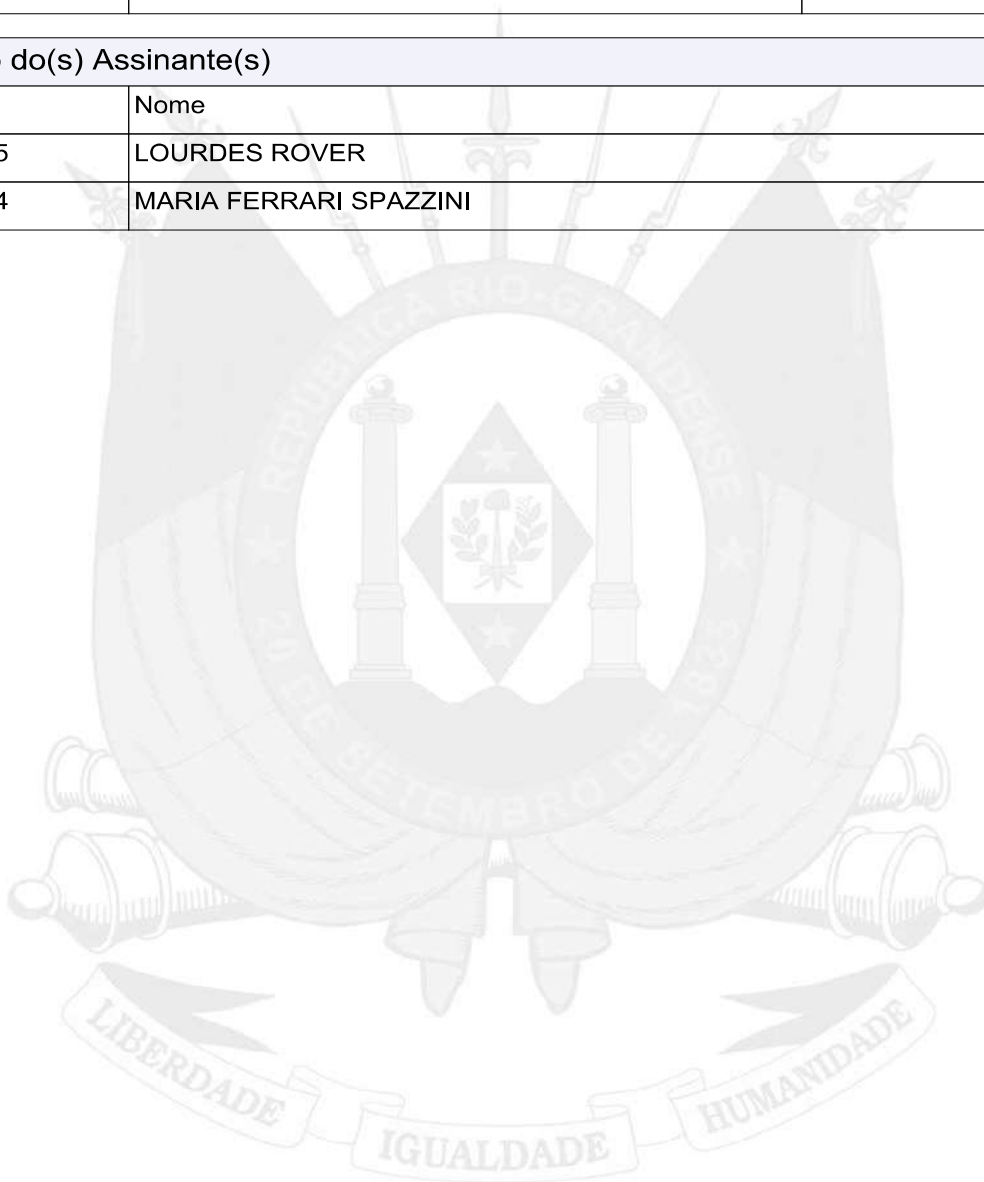 do(s) Assinante(s)
Nome
5 LOURDES ROVER
4 MARIA FERRARI SPAZZINI
REPÚBLICA RIO-GRANDENSE
20 DE SETEMBRO DE 1835
LIBERDADE
IGUALDADE
HUMANIDADE